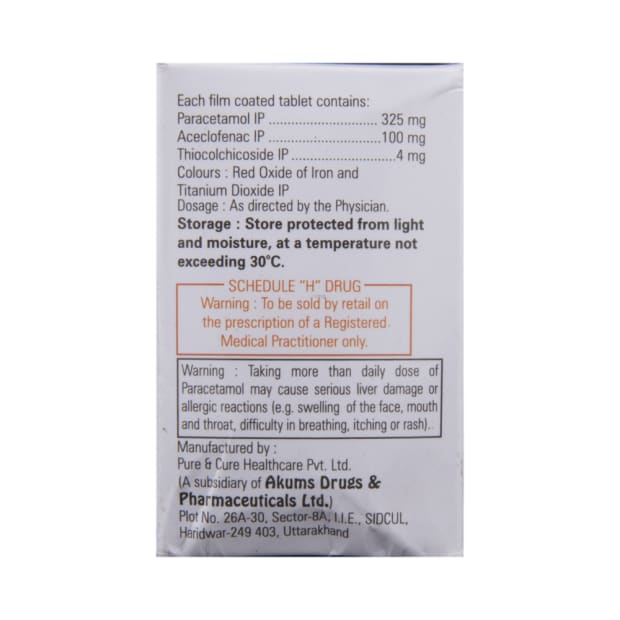 Each film coated tablet contains:
Paracetamol IP ............................... 325 mg
Aceclofenac IP ............................... 100 mg
Thiocolchicoside IP ............................... 4 mg
Colours : Red Oxide of Iron and
Titanium Dioxide IP
Dosage : As directed by the Physician.
Storage : Store protected from light
and moisture, at a temperature not
exceeding 30°C.
SCHEDULE "H" DRUG
Warning : To be sold by retail on
the prescription of a Registered
Medical Practitioner only.
Warning : Taking more than daily dose of
Paracetamol may cause serious liver damage or
allergic reactions (e.g. swelling of the face, mouth
and throat, difficulty in breathing, itching or rash).
Manufactured by :
Pure & Cure Healthcare Pvt. Ltd.
(A subsidiary of Akums Drugs &
Pharmaceuticals Ltd.)
Plot No. 26A-30, Sector-8A, I.I.E., SIDCUL,
Haridwar-249 403, Uttarakhand